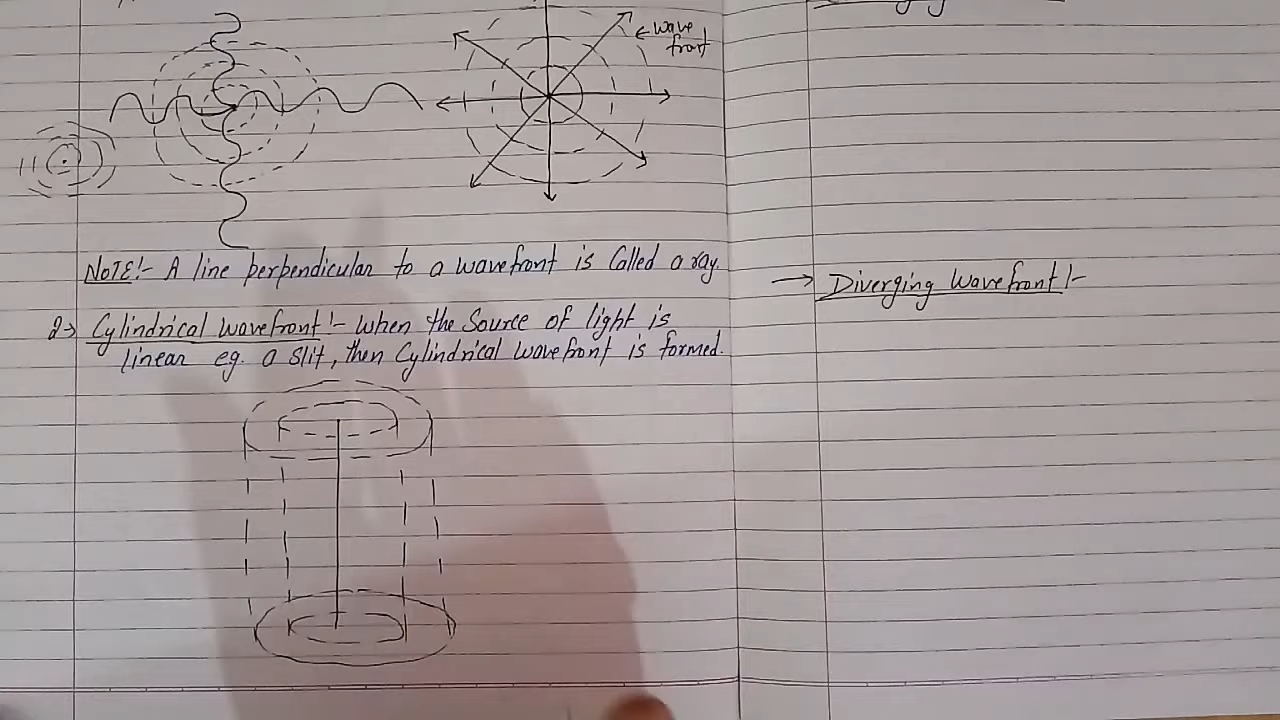 wave
front
NOTE!- A line perpendicular to a wavefront is Called a ray.
2→ Cylindrical wavefront!- When the Source of light is
linear eg. a slit, then Cylindrical wavefront is formed.
→ Diverging Wavefront!-